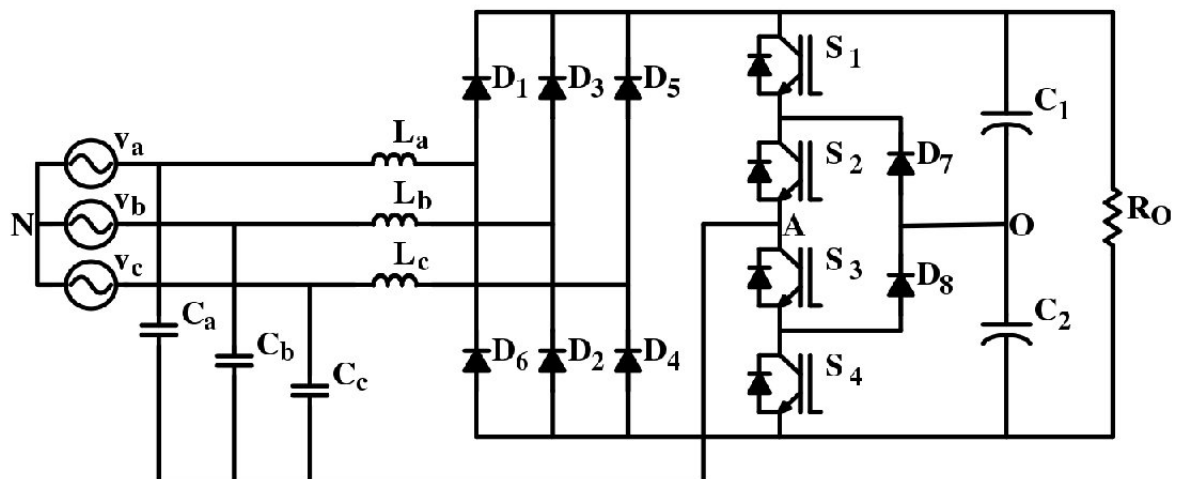 S1
D1 D3 D5
C1
va
La
S2
D7
vb
Lb
RO
N
A
O
vc
Lc
S3
D8
Ca
C2
Cb
D6 D2 D4
Cc
S4